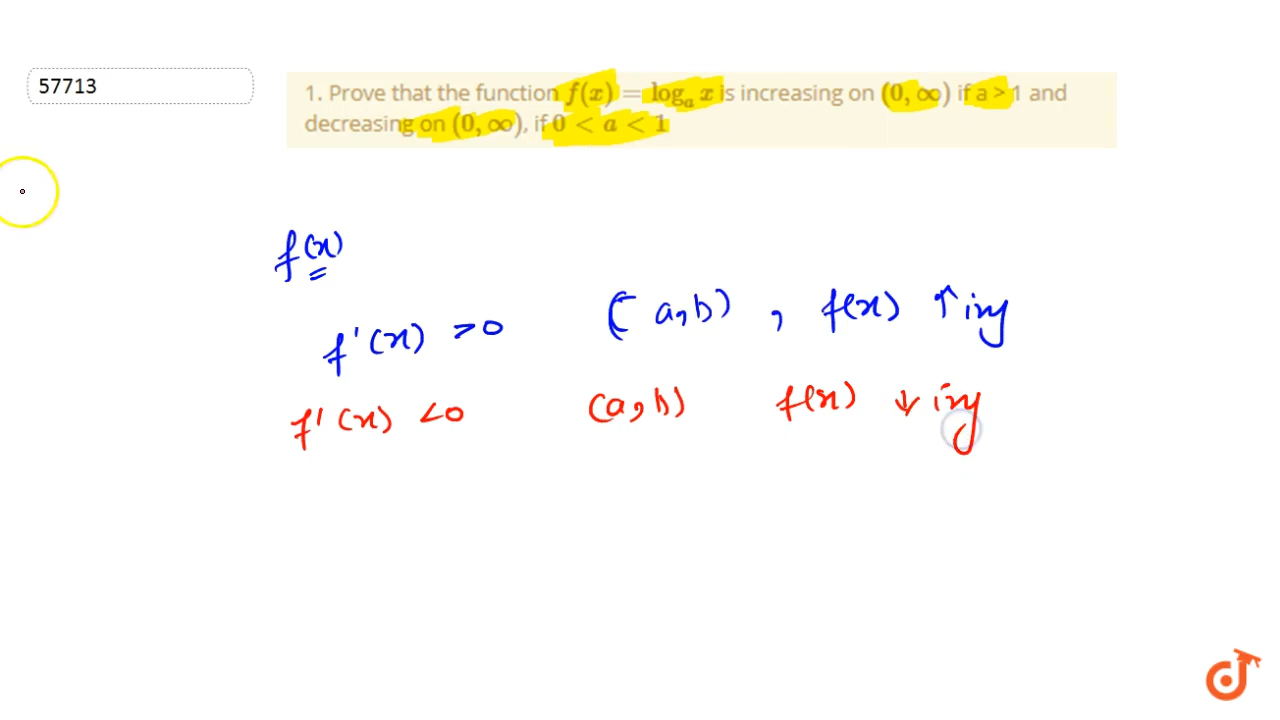 57713
1. Prove that the function f(x) = logₐ x is increasing on (0, ∞) if a > 1 and
decreasing on (0, ∞), if 0 < a < 1
f(x)
f'(x) >0 (a,b) , f(x) ↑ ing
f'(x) <0 (a,b) f(x) ↓ ing